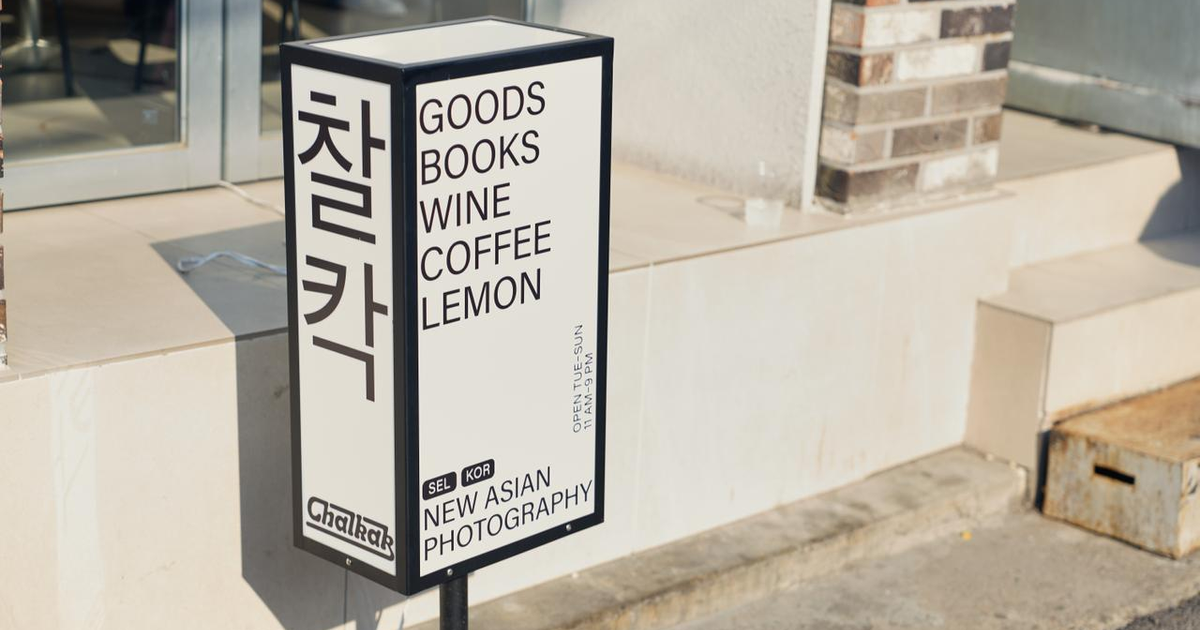 찰칵
Chalkak
GOODS
BOOKS
WINE
COFFEE
LEMON
OPEN TUE-SUN
11 AM-9 PM
SEL KOR
NEW ASIAN
PHOTOGRAPHY